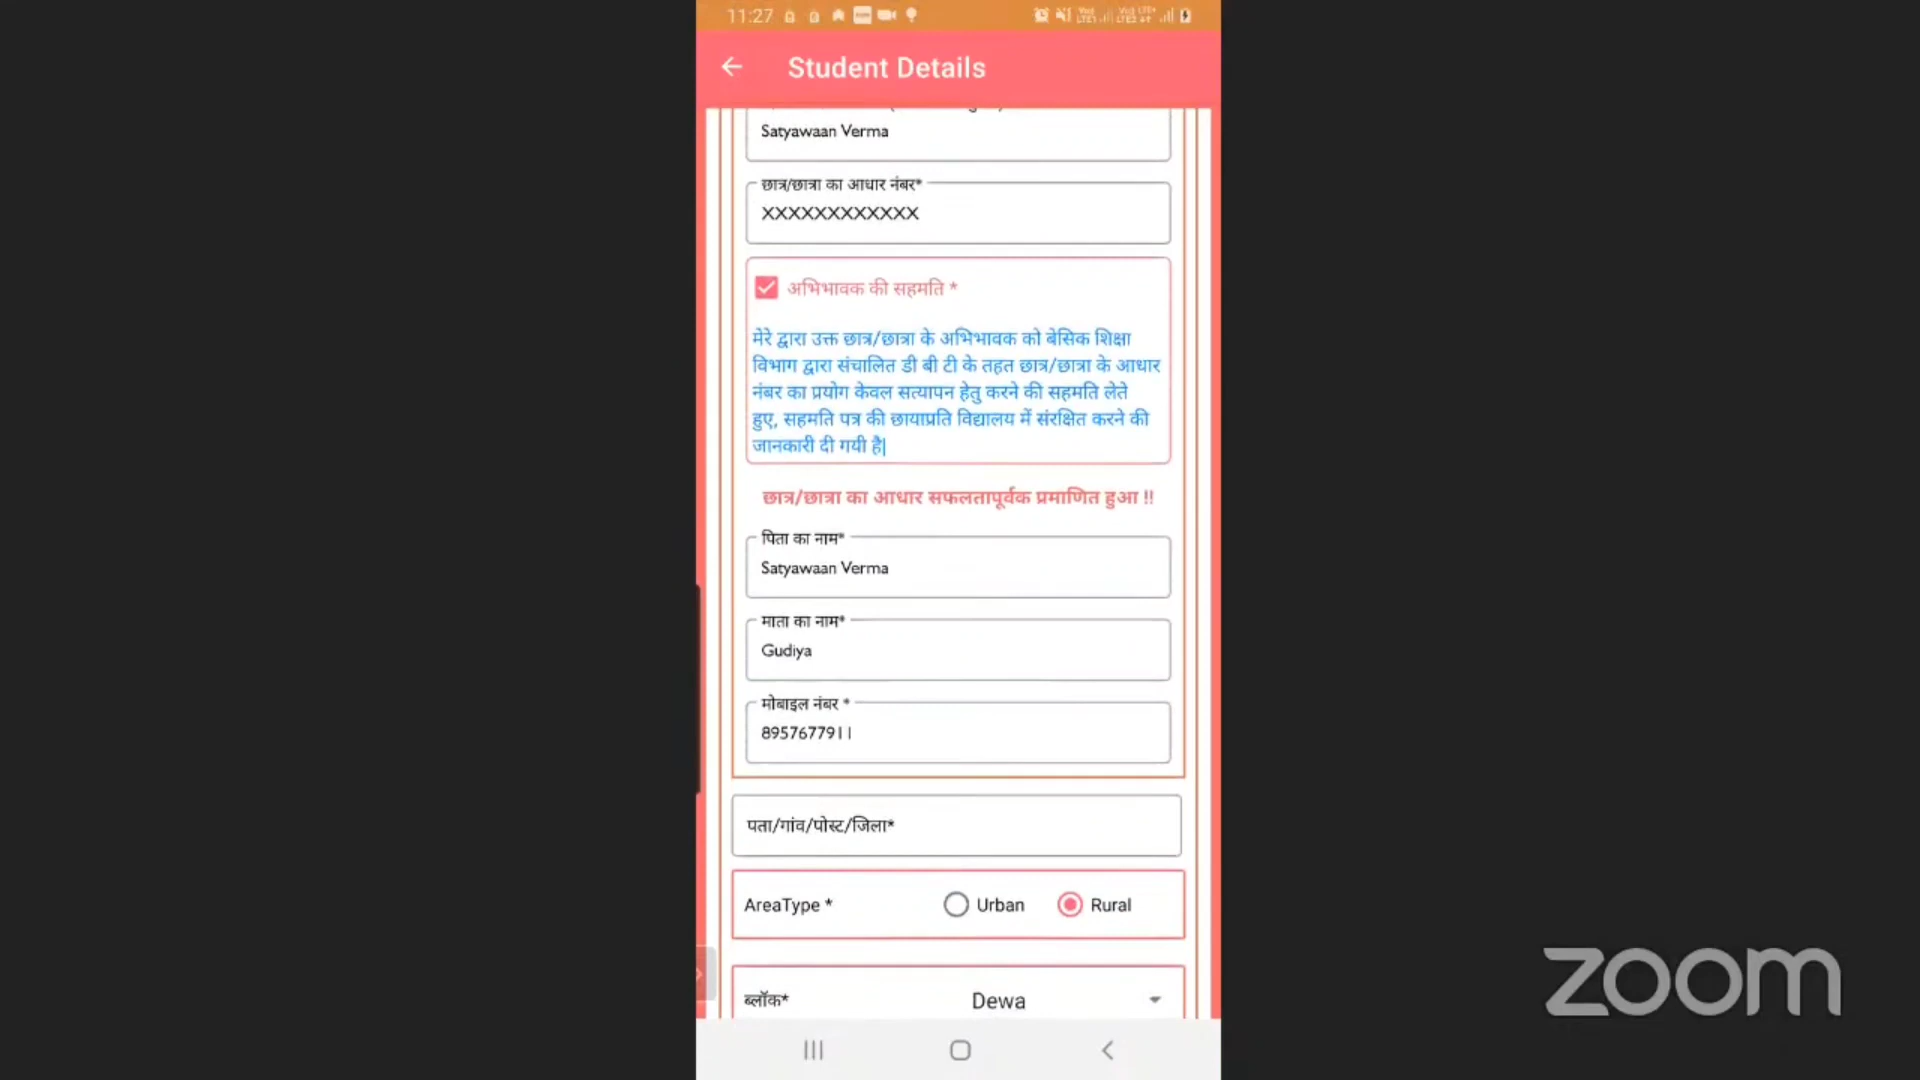 11:27
Student Details
Satyawaan Verma
छात्र/छात्रा का आधार नंबर*
XXXXXXXXXXXX
अभिभावक की सहमति *
मेरे द्वारा उक्त छात्र/छात्रा के अभिभावक को बेसिक शिक्षा
विभाग द्वारा संचालित डी बी टी के तहत छात्र/छात्रा के आधार
नंबर का प्रयोग केवल सत्यापन हेतु करने की सहमति लेते
हुए, सहमति पत्र की छायाप्रति विद्यालय में संरक्षित करने की
जानकारी दी गयी है|
छात्र/छात्रा का आधार सफलतापूर्वक प्रमाणित हुआ !!
पिता का नाम*
Satyawaan Verma
माता का नाम*
Gudiya
मोबाइल नंबर *
8957677911
पता/गांव/पोस्ट/जिला*
AreaType * Urban Rural
ब्लॉक* Dewa
zoom